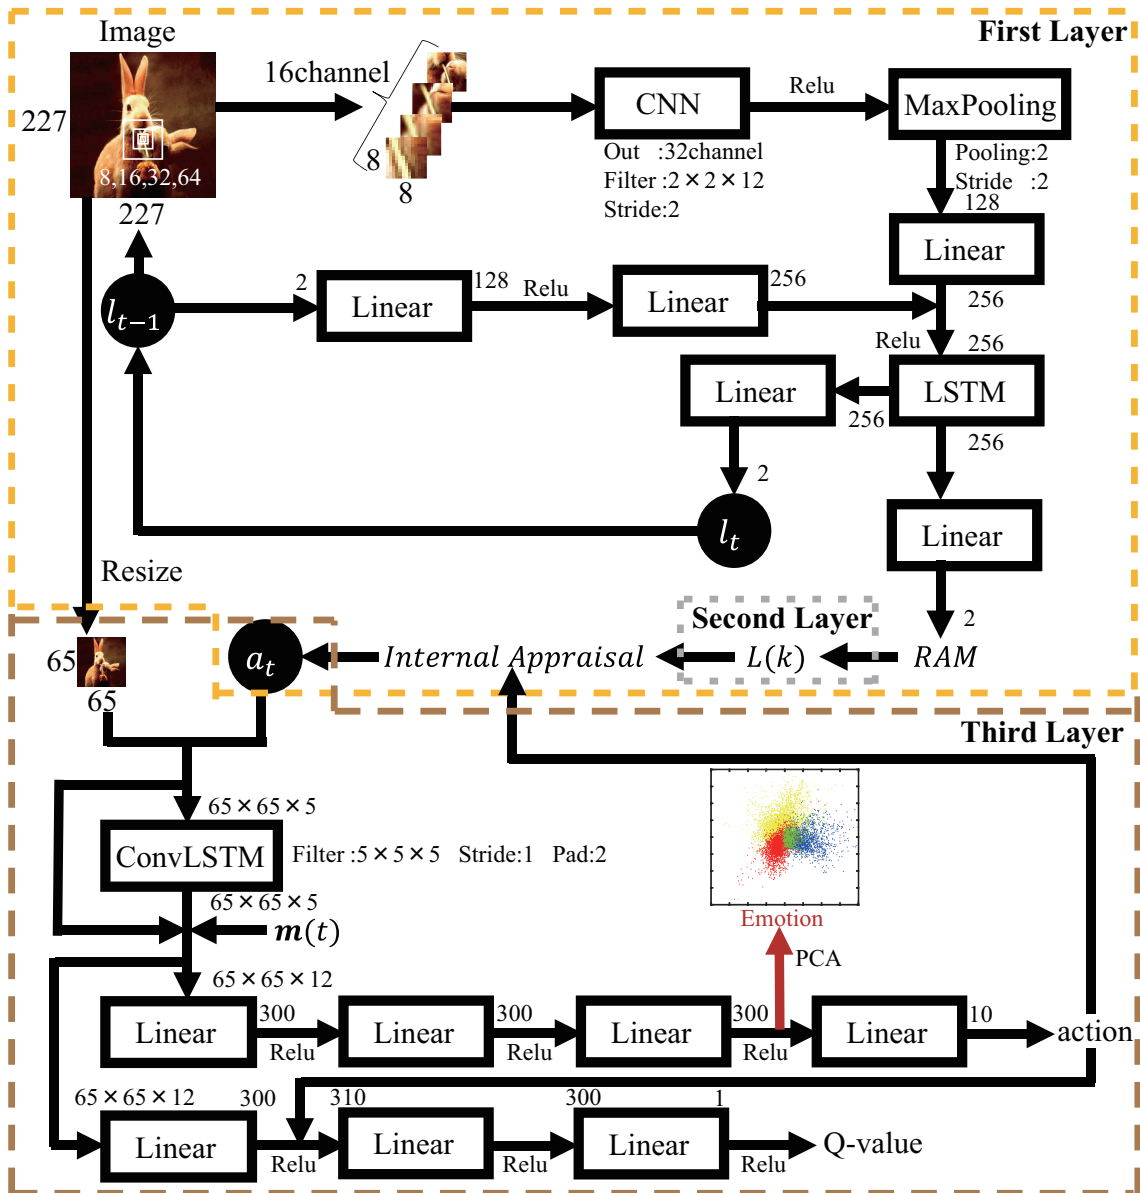 Image
First Layer
16channel
227
8,16,32,64
227
8
8
CNN
Relu
MaxPooling
Out :32channel
Filter :2×2×12
Stride:2
Pooling:2
Stride :2
128
Linear
256
l_{t−1}
2
Linear
128
Relu
Linear
256
Relu
256
Linear
256
LSTM
256
2
l_t
Linear
2
Resize
65
65
a_t
Internal Appraisal
Second Layer
L(k)
RAM
Third Layer
65×65×5
ConvLSTM
Filter :5×5×5 Stride:1 Pad:2
65×65×5
m(t)
Emotion
PCA
65×65×12
Linear
300
Relu
Linear
300
Relu
Linear
300
Relu
Linear
10
action
65×65×12
Linear
300
Relu
310
Linear
Relu
300
Linear
1
Relu
Q-value